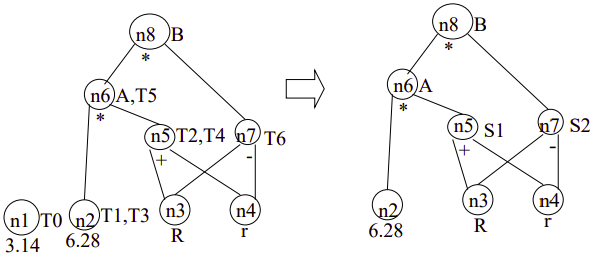 n8 B
*
n6 A,T5
*
n5 T2,T4
+
n7 T6
-
n1 T0
3.14
n2 T1,T3
6.28
n3
R
n4
r
n8 B
*
n6 A
*
n5 S1
+
n7 S2
-
n2
6.28
n3
R
n4
r